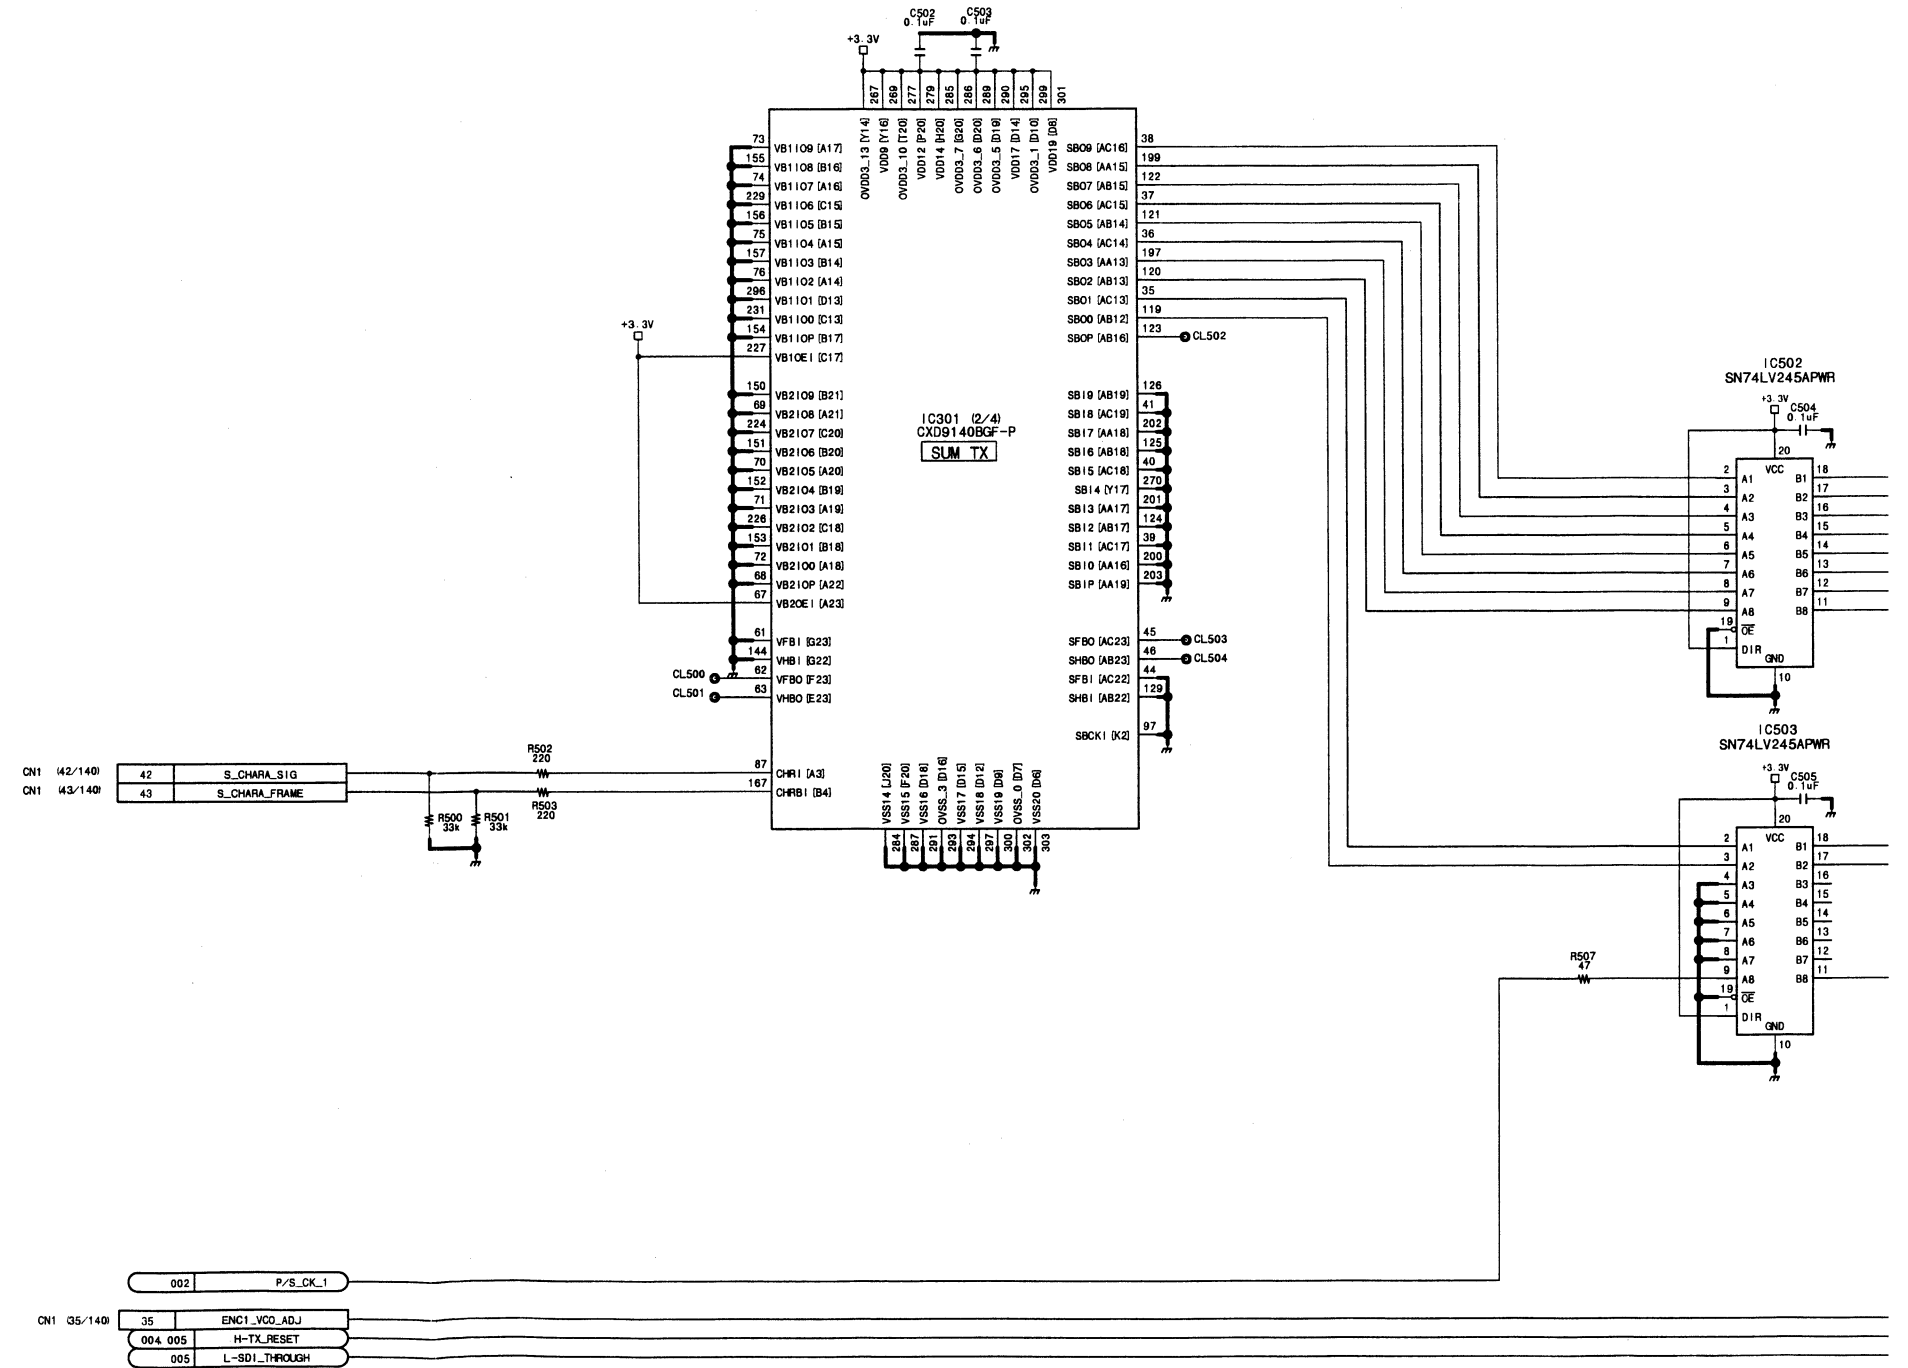 C502
0.1uF
C503
0.1uF
+3.3V
267
269
277
279
285
286
289
290
295
299
301
OVDD3_13 [Y14]
VDD9 [Y16]
OVDD3_10 [T20]
VDD12 [P20]
VDD14 [H20]
OVDD3_7 [G20]
OVDD3_6 [D20]
OVDD3_5 [D19]
VDD17 [D14]
OVDD3_1 [D10]
VDD19 [D8]
73 VB1IO9 [A17]
155 VB1IO8 [B16]
74 VB1IO7 [A16]
229 VB1IO6 [C15]
156 VB1IO5 [B15]
75 VB1IO4 [A15]
157 VB1IO3 [B14]
76 VB1IO2 [A14]
296 VB1IO1 [D13]
231 VB1IO0 [C13]
154 VB1IOP [B17]
227 VB1OEI [C17]
+3.3V
150 VB2IO9 [B21]
69 VB2IO8 [A21]
224 VB2IO7 [C20]
151 VB2IO6 [B20]
70 VB2IO5 [A20]
152 VB2IO4 [B19]
71 VB2IO3 [A19]
226 VB2IO2 [C18]
153 VB2IO1 [B18]
72 VB2IO0 [A18]
68 VB2IOP [A22]
67 VB2OEI [A23]
61 VFBI [G23]
144 VHBI [G22]
CL500 62 VFBO [F23]
CL501 63 VHBO [E23]
87 CHRI [A3]
167 CHRBI [B4]
IC301 (2/4)
CXD9140BGF-P
SUM TX
SBO9 [AC16] 38
SBO8 [AA15] 199
SBO7 [AB15] 122
SBO6 [AC15] 37
SBO5 [AB14] 121
SBO4 [AC14] 36
SBO3 [AA13] 197
SBO2 [AB13] 120
SBO1 [AC13] 35
SBO0 [AB12] 119
SBOP [AB16] 123 CL502
SBI9 [AB19] 126
SBI8 [AC19] 41
SBI7 [AA18] 202
SBI6 [AB18] 125
SBI5 [AC18] 40
SBI4 [Y17] 270
SBI3 [AA17] 201
SBI2 [AB17] 124
SBI1 [AC17] 39
SBI0 [AA16] 200
SBIP [AA19] 203
SFBO [AC23] 45 CL503
SHBO [AB23] 46 CL504
SFBI [AC22] 44
SHBI [AB22] 129
SBCKI [K2] 97
VSS14 [J20]
VSS15 [F20]
VSS16 [D18]
OVSS_3 [D16]
VSS17 [D15]
VSS18 [D12]
VSS19 [D9]
OVSS_0 [D7]
VSS20 [D6]
284
287
291
293
294
297
300
302
303
CN1 (42/140) 42 S_CHARA_SIG
CN1 (43/140) 43 S_CHARA_FRAME
R502
220
R503
220
R500
33k
R501
33k
IC502
SN74LV245APWR
+3.3V
C504
0.1uF
20
VCC
2 A1 B1 18
3 A2 B2 17
4 A3 B3 16
5 A4 B4 15
6 A5 B5 14
7 A6 B6 13
8 A7 B7 12
9 A8 B8 11
19 OE
1 DIR
GND
10
IC503
SN74LV245APWR
+3.3V
C505
0.1uF
20
VCC
2 A1 B1 18
3 A2 B2 17
4 A3 B3 16
5 A4 B4 15
6 A5 B5 14
7 A6 B6 13
8 A7 B7 12
9 A8 B8 11
19 OE
1 DIR
GND
10
R507
47
002 P/S_CK_1
CN1 (35/140) 35 ENC1_VCO_ADJ
004 005 H-TX_RESET
005 L-SDI_THROUGH